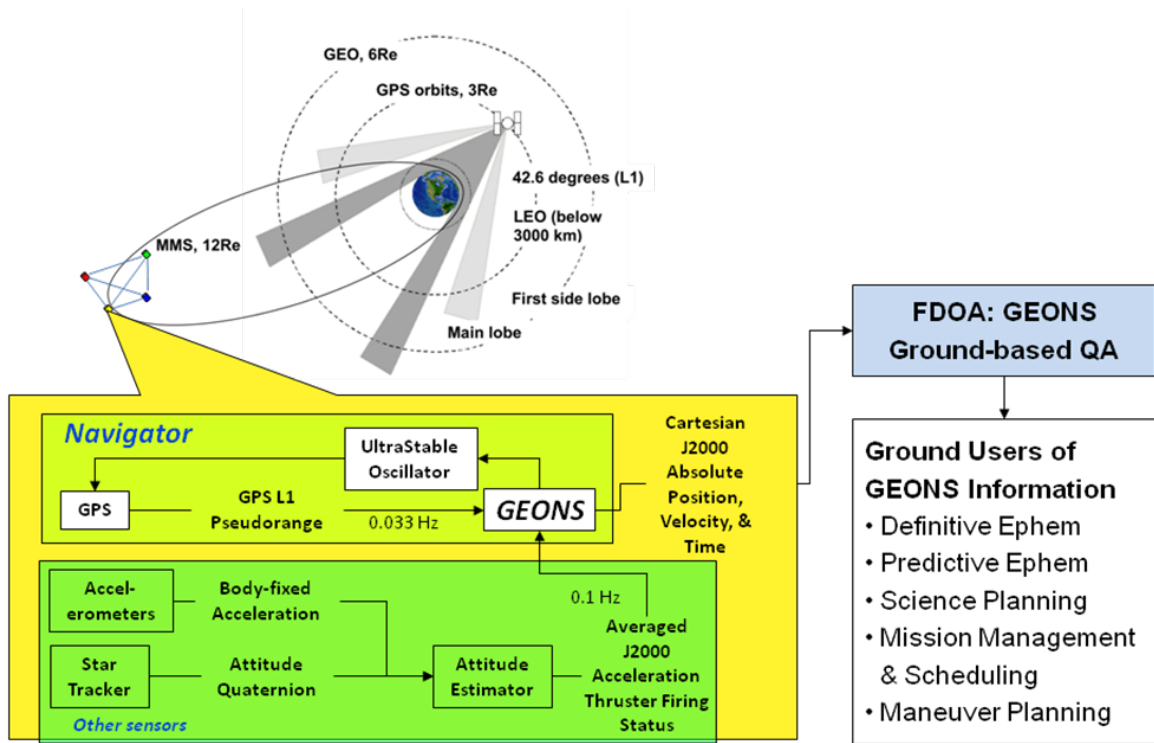 GEO, 6Re
GPS orbits, 3Re
42.6 degrees (L1)
LEO (below
3000 km)
MMS, 12Re
First side lobe
Main lobe
FDOA: GEONS
Ground-based QA
Navigator
UltraStable
Oscillator
GPS
GPS L1
Pseudorange
0.033 Hz
GEONS
Cartesian
J2000
Absolute
Position,
Velocity, &
Time
Accel-
erometers
Body-fixed
Acceleration
0.1 Hz
Star
Tracker
Attitude
Quaternion
Attitude
Estimator
Averaged
J2000
Acceleration
Thruster Firing
Status
Other sensors
Ground Users of
GEONS Information
• Definitive Ephem
• Predictive Ephem
• Science Planning
• Mission Management
& Scheduling
• Maneuver Planning